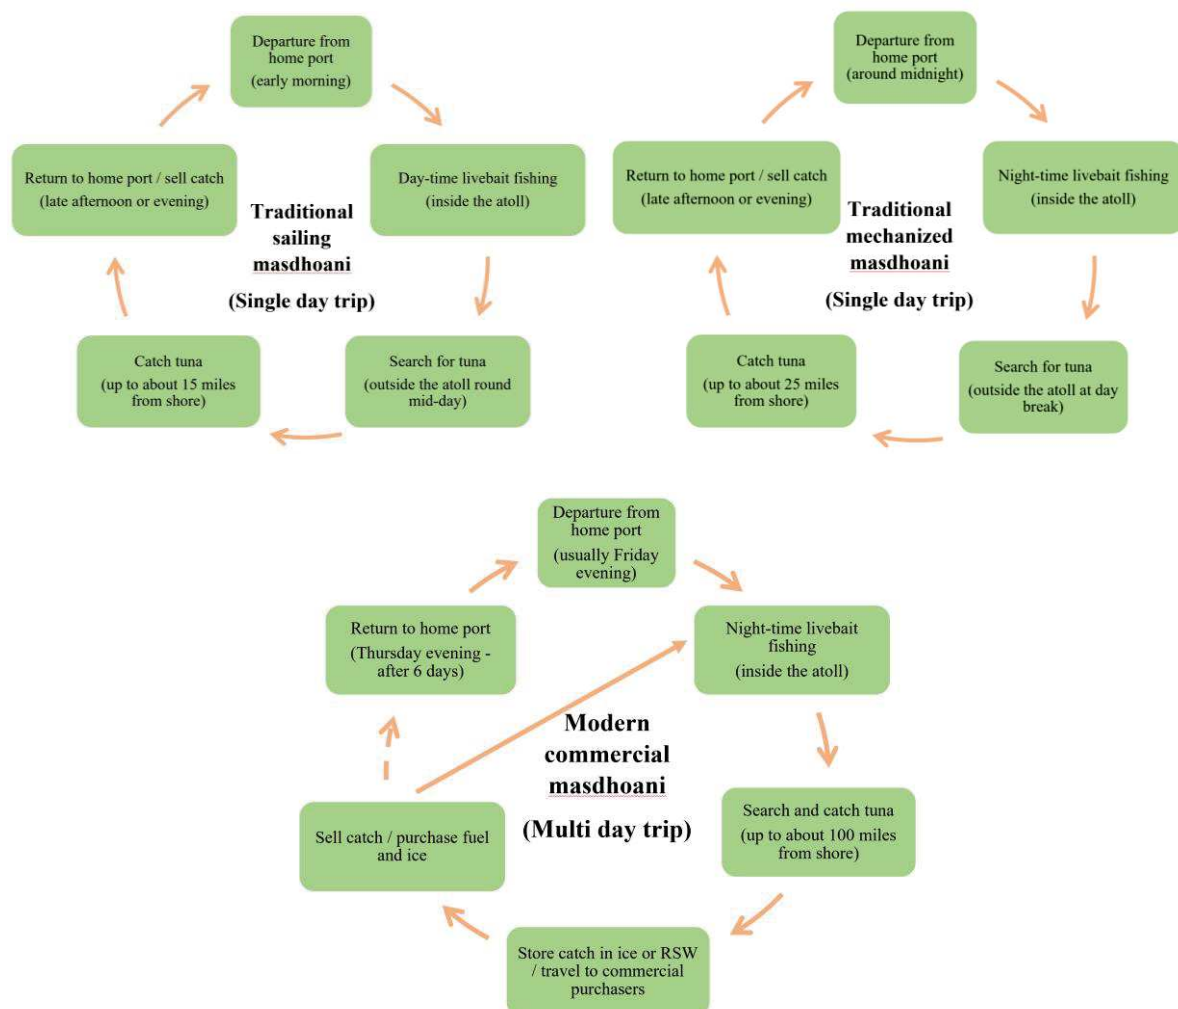 Departure from
home port
(early morning)
Day-time livebait fishing
(inside the atoll)
Search for tuna
(outside the atoll round
mid-day)
Catch tuna
(up to about 15 miles
from shore)
Return to home port / sell catch
(late afternoon or evening)
Traditional
sailing
masdhoani
(Single day trip)
Departure from
home port
(around midnight)
Night-time livebait fishing
(inside the atoll)
Search for tuna
(outside the atoll at day
break)
Catch tuna
(up to about 25 miles
from shore)
Return to home port / sell catch
(late afternoon or evening)
Traditional
mechanized
masdhoani
(Single day trip)
Departure from
home port
(usually Friday
evening)
Night-time livebait
fishing
(inside the atoll)
Search and catch tuna
(up to about 100 miles
from shore)
Store catch in ice or RSW
/ travel to commercial
purchasers
Sell catch / purchase fuel
and ice
Return to home port
(Thursday evening -
after 6 days)
Modern
commercial
masdhoani
(Multi day trip)